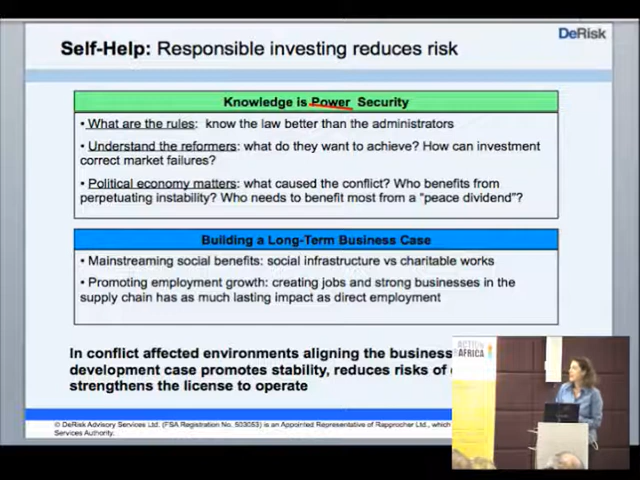 DeRisk
Self-Help: Responsible investing reduces risk
Knowledge is Power Security
• What are the rules: know the law better than the administrators
• Understand the reformers: what do they want to achieve? How can investment
correct market failures?
• Political economy matters: what caused the conflict? Who benefits from
perpetuating instability? Who needs to benefit most from a “peace dividend”?
Building a Long-Term Business Case
• Mainstreaming social benefits: social infrastructure vs charitable works
• Promoting employment growth: creating jobs and strong businesses in the
supply chain has as much lasting impact as direct employment
In conflict affected environments aligning the business
development case promotes stability, reduces risks of
strengthens the license to operate
© DeRisk Advisory Services Ltd. (FSA Registration No. 503053) is an Appointed Representative of Rapprocher Ltd., which
Services Authority.
AFRICA